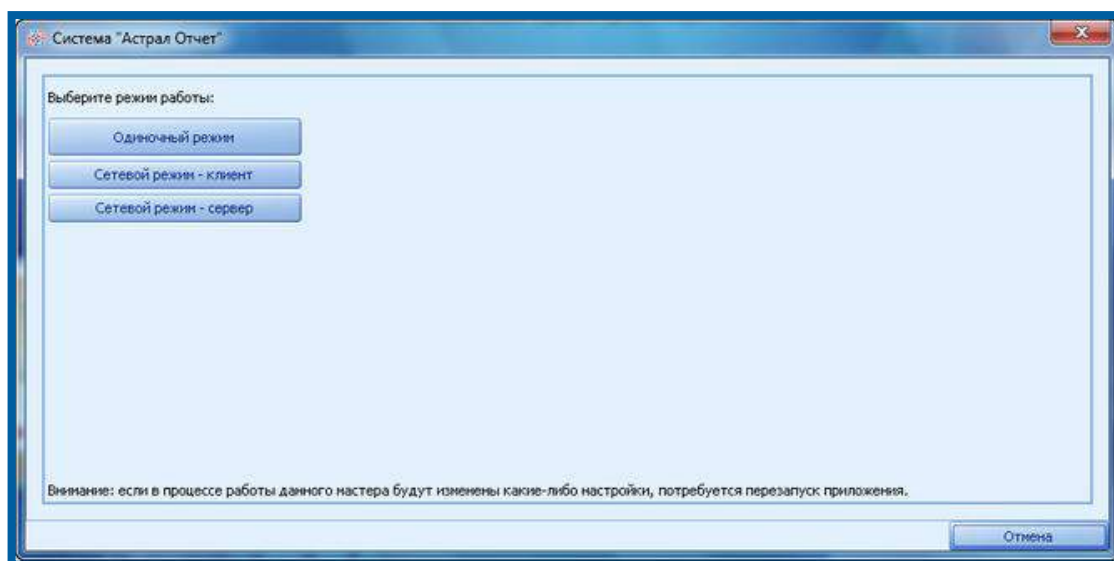 Система "Астрал Отчет"
Выберите режим работы:
Одиночный режим
Сетевой режим - клиент
Сетевой режим - сервер
Внимание: если в процессе работы данного мастера будут изменены какие-либо настройки, потребуется перезапуск приложения.
Отмена